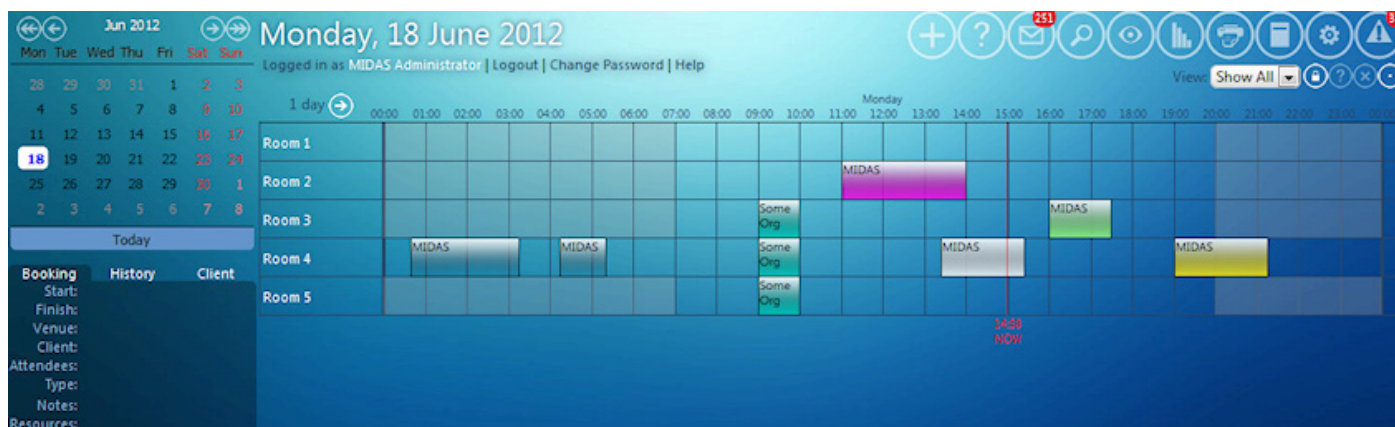 Jun 2012
Mon Tue Wed Thu Fri Sat Sun
28 29 30 31 1 2 3
4 5 6 7 8 9 10
11 12 13 14 15 16 17
18 19 20 21 22 23 24
25 26 27 28 29 30 1
2 3 4 5 6 7 8
Today
Booking History Client
Start:
Finish:
Venue:
Client:
Attendees:
Type:
Notes:
Resources:
Monday, 18 June 2012
Logged in as MIDAS Administrator | Logout | Change Password | Help
251
3
View: Show All
1 day
Monday
00:00 01:00 02:00 03:00 04:00 05:00 06:00 07:00 08:00 09:00 10:00 11:00 12:00 13:00 14:00 15:00 16:00 17:00 18:00 19:00 20:00 21:00 22:00 23:00
Room 1
Room 2 MIDAS
Room 3 Some Org MIDAS
Room 4 MIDAS MIDAS Some Org MIDAS MIDAS
Room 5 Some Org
14:59
NOW